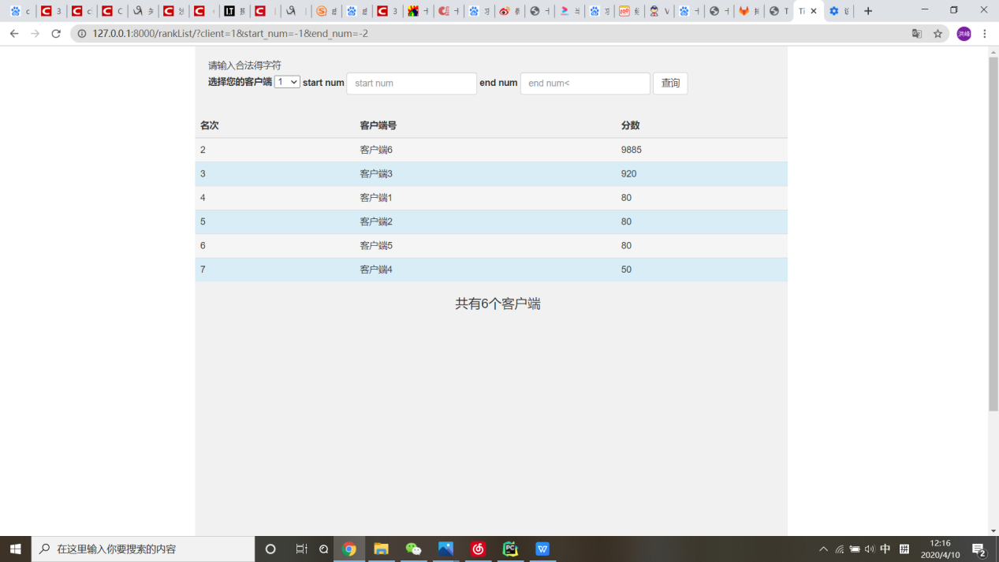 127.0.0.1:8000/rankList/?client=1&start_num=-1&end_num=-2
洪峰
请输入合法得字符
选择您的客户端 1 start num start num end num end num< 查询
名次 客户端号 分数
2 客户端6 9885
3 客户端3 920
4 客户端1 80
5 客户端2 80
6 客户端5 80
7 客户端4 50
共有6个客户端
在这里输入你要搜索的内容
中
拼
12:16
2020/4/10
2